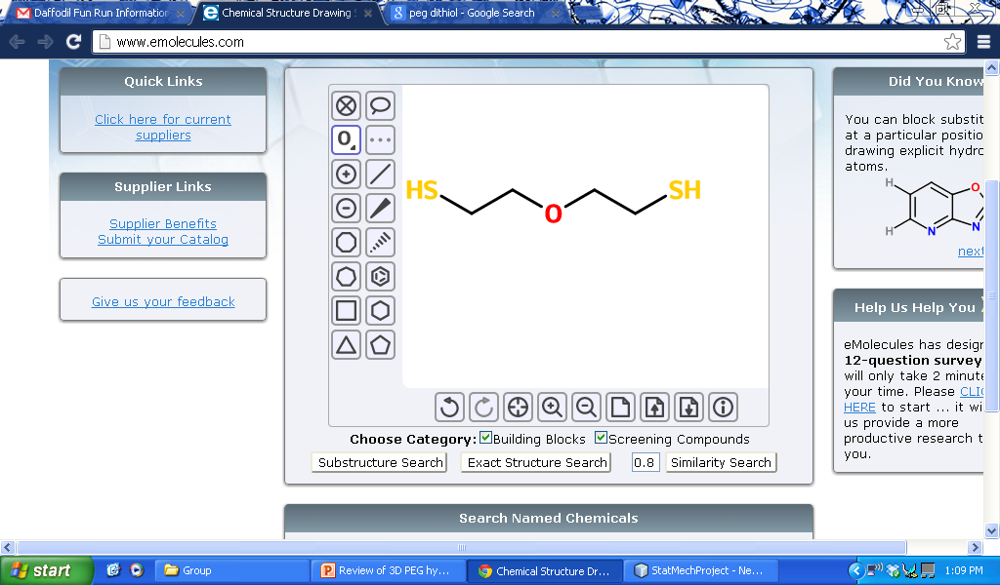 Daffodil Fun Run Information
Chemical Structure Drawing
peg dithiol - Google Search
www.emolecules.com
Quick Links
Click here for current
suppliers
Supplier Links
Supplier Benefits
Submit your Catalog
Give us your feedback
O
HS
SH
O
Choose Category: Building Blocks Screening Compounds
Substructure Search Exact Structure Search 0.8 Similarity Search
Search Named Chemicals
Did You Know
You can block substit
at a particular positio
drawing explicit hydro
atoms.
H
O
H
N
N
next
Help Us Help You
eMolecules has design
12-question survey
will only take 2 minute
your time. Please CLIC
HERE to start ... it wi
us provide a more
productive research t
you.
start
Group
Review of 3D PEG hy...
Chemical Structure Dr...
StatMechProject - Ne...
1:09 PM